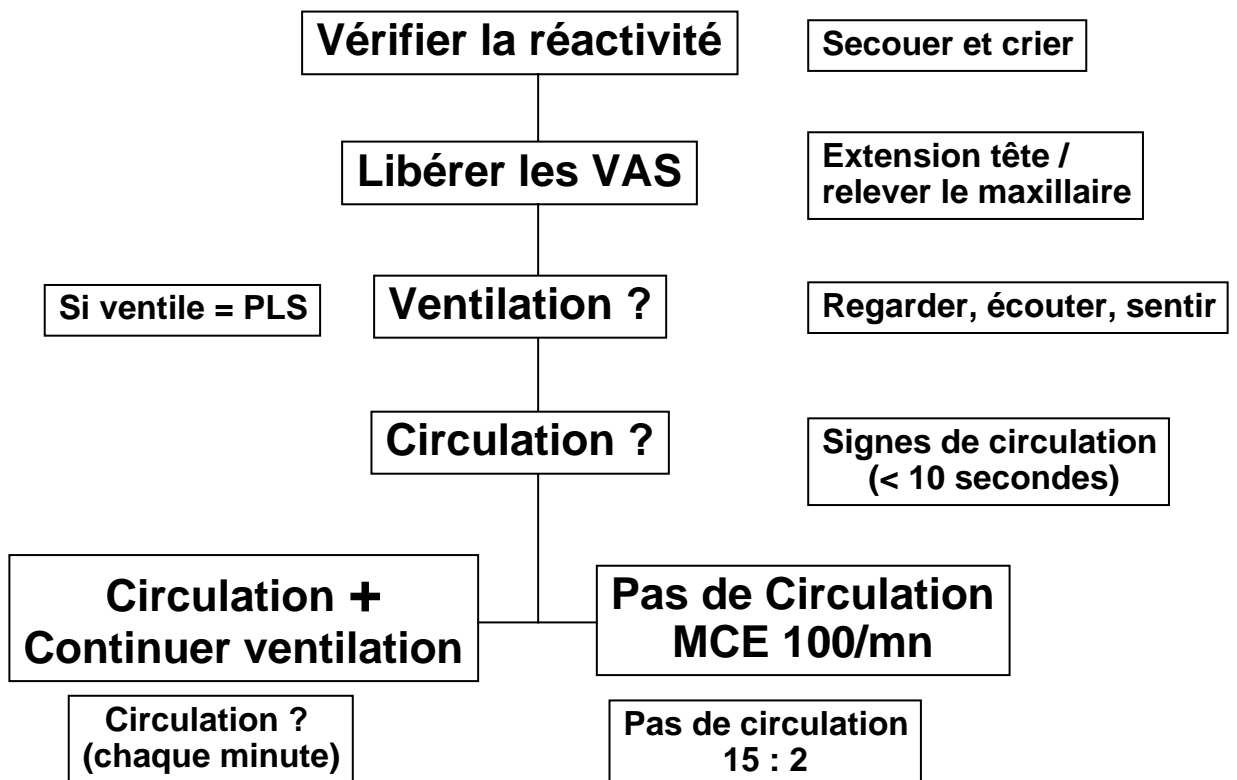 Vérifier la réactivité
Secouer et crier
Libérer les VAS
Extension tête /
relever le maxillaire
Si ventile = PLS
Ventilation ?
Regarder, écouter, sentir
Circulation ?
Signes de circulation
(< 10 secondes)
Circulation +
Continuer ventilation
Pas de Circulation
MCE 100/mn
Circulation ?
(chaque minute)
Pas de circulation
15 : 2